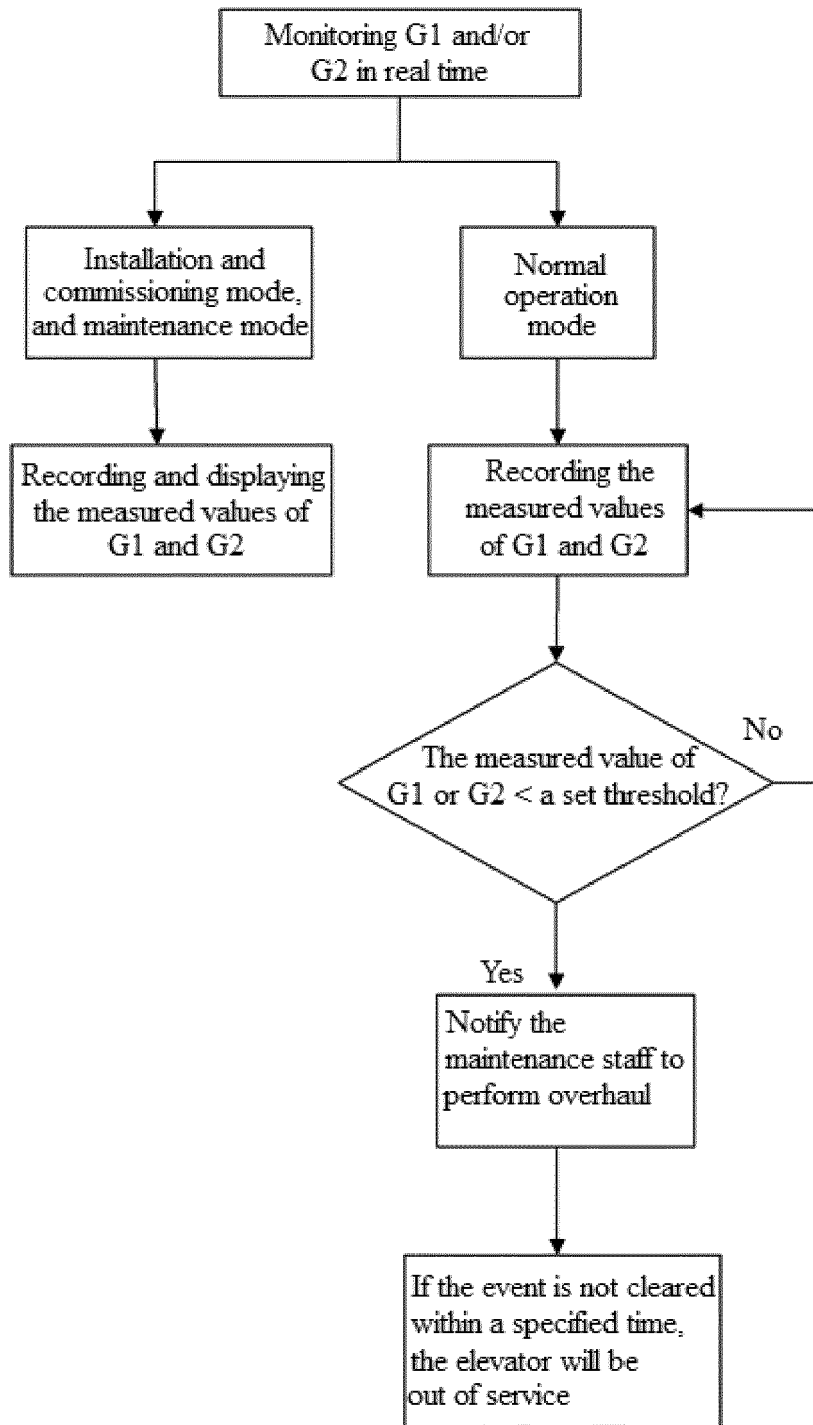 Monitoring G1 and/or
G2 in real time
Installation and
commissioning mode,
and maintenance mode
Normal
operation
mode
Recording and displaying
the measured values of
G1 and G2
Recording the
measured values
of G1 and G2
No
The measured value of
G1 or G2 < a set threshold?
Yes
Notify the
maintenance staff to
perform overhaul
If the event is not cleared
within a specified time,
the elevator will be
out of service